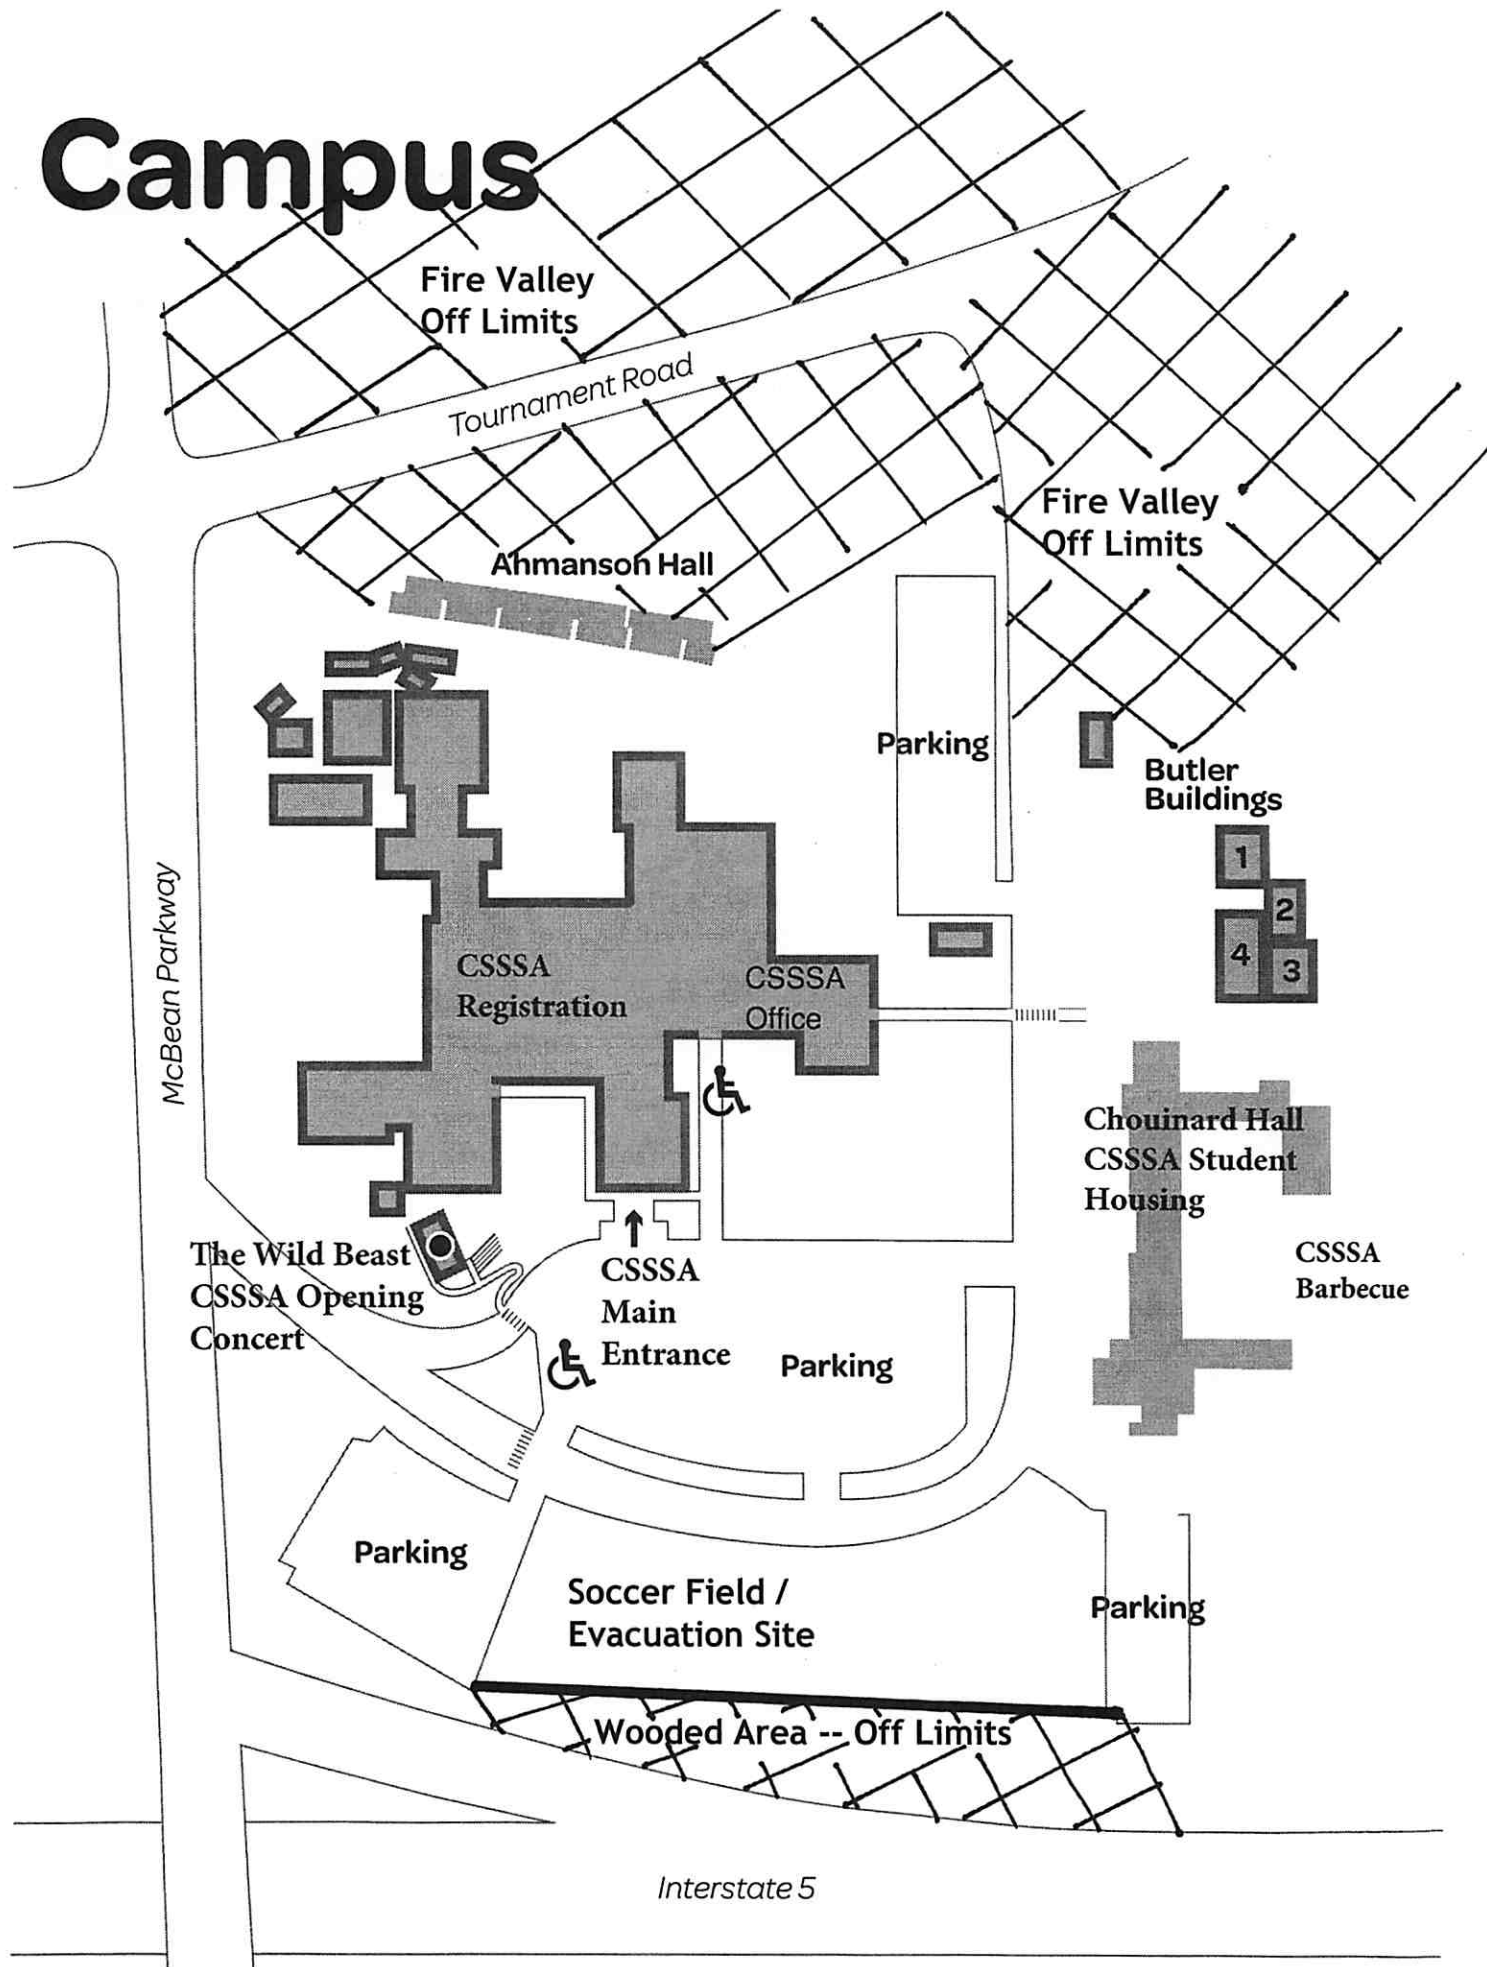 Campus
Fire Valley
Off Limits
Tournament Road
Fire Valley
Off Limits
Ahmanson Hall
Parking
Butler
Buildings
1
2
4
3
McBean Parkway
CSSSA
Registration
CSSSA
Office
Chouinard Hall
CSSSA Student
Housing
The Wild Beast
CSSSA Opening
Concert
CSSSA
Main
Entrance
CSSSA
Barbecue
Parking
Parking
Soccer Field /
Evacuation Site
Parking
Wooded Area -- Off Limits
Interstate 5